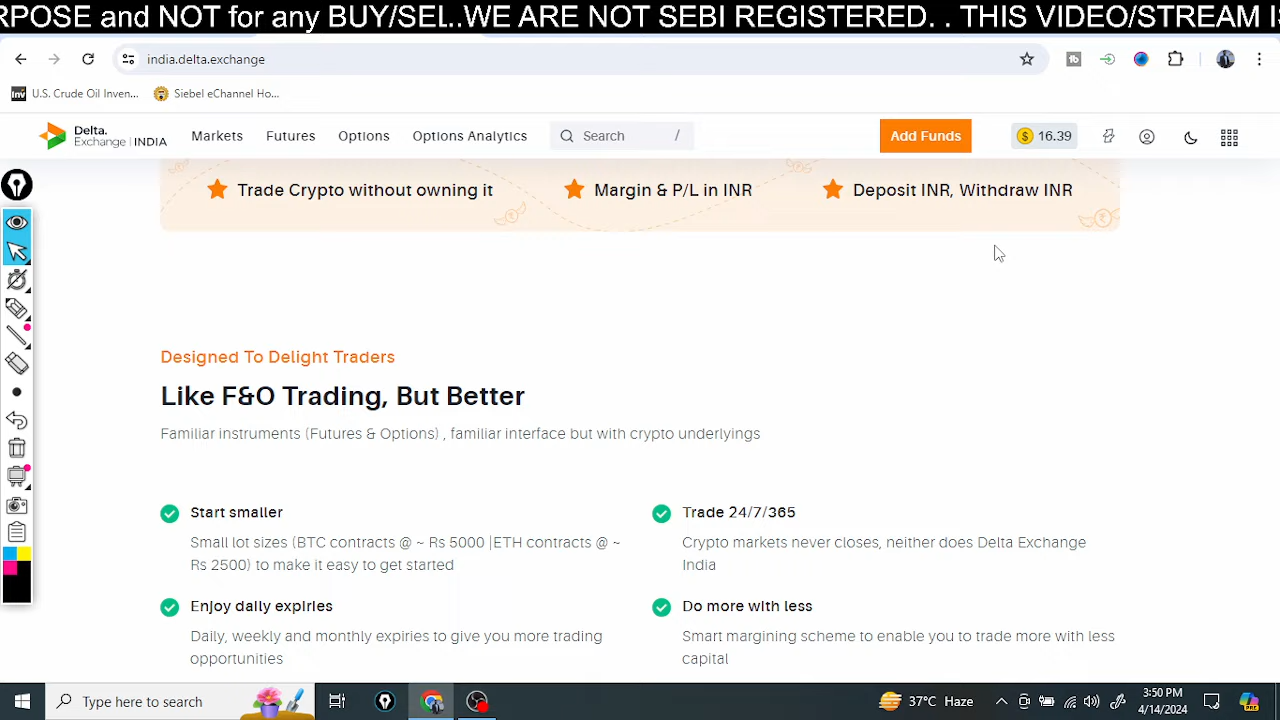 RPOSE and NOT for any BUY/SEL..WE ARE NOT SEBI REGISTERED. . THIS VIDEO/STREAM I
india.delta.exchange
tb
Inv U.S. Crude Oil Inven... Siebel eChannel Ho...
Delta.
Exchange | INDIA
Markets Futures Options Options Analytics Search / Add Funds 16.39
Trade Crypto without owning it Margin & P/L in INR Deposit INR, Withdraw INR
Designed To Delight Traders
Like F&O Trading, But Better
Familiar instruments (Futures & Options) , familiar interface but with crypto underlyings
Start smaller
Small lot sizes (BTC contracts @ ~ Rs 5000 |ETH contracts @ ~
Rs 2500) to make it easy to get started
Trade 24/7/365
Crypto markets never closes, neither does Delta Exchange
India
Enjoy daily expiries
Daily, weekly and monthly expiries to give you more trading
opportunities
Do more with less
Smart margining scheme to enable you to trade more with less
capital
Type here to search
37°C Haze
3:50 PM
4/14/2024
PRE